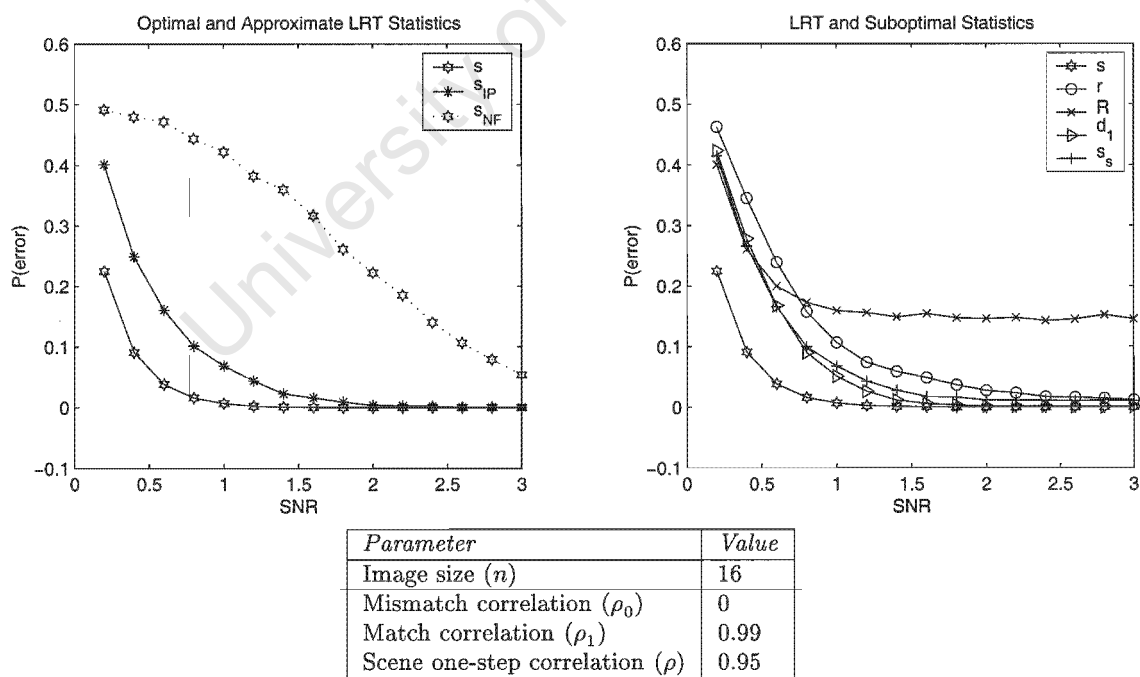 Optimal and Approximate LRT Statistics
0.6
0.5
0.4
0.3
0.2
0.1
0
−0.1
P(error)
0 0.5 1 1.5 2 2.5 3
SNR
s
s_IP
s_NF
LRT and Suboptimal Statistics
0.6
0.5
0.4
0.3
0.2
0.1
0
−0.1
P(error)
0 0.5 1 1.5 2 2.5 3
SNR
s
r
R
d_1
s_s
University of
Parameter Value
Image size (n) 16
Mismatch correlation (ρ₀) 0
Match correlation (ρ₁) 0.99
Scene one-step correlation (ρ) 0.95